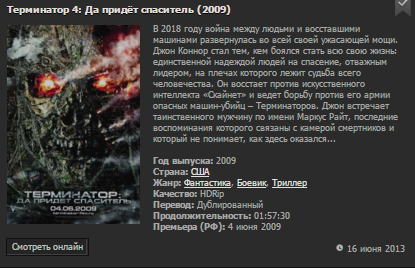 Терминатор 4: Да придёт спаситель (2009)
В 2018 году война между людьми и восставшими
машинами развернулась во всей своей ужасающей мощи.
Джон Коннор стал тем, кем боялся стать всю свою жизнь:
единственной надеждой людей на спасение, отважным
лидером, на плечах которого лежит судьба всего
человечества. Он восстает против искусственного
интеллекта «Скайнет» и ведет борьбу против его армии
опасных машин-убийц – Терминаторов. Джон встречает
таинственного мужчину по имени Маркус Райт, последние
воспоминания которого связаны с камерой смертников и
который не понимает, как здесь оказался...
Год выпуска: 2009
Страна: США
Жанр: Фантастика, Боевик, Триллер
Качество: HDRip
Перевод: Дублированный
Продолжительность: 01:57:30
Премьера (РФ): 4 июня 2009
ТЕРМИНАТОР:
ДА ПРИДЁТ СПАСИТЕЛЬ
04.06.2009
Смотреть онлайн
16 июня 2013